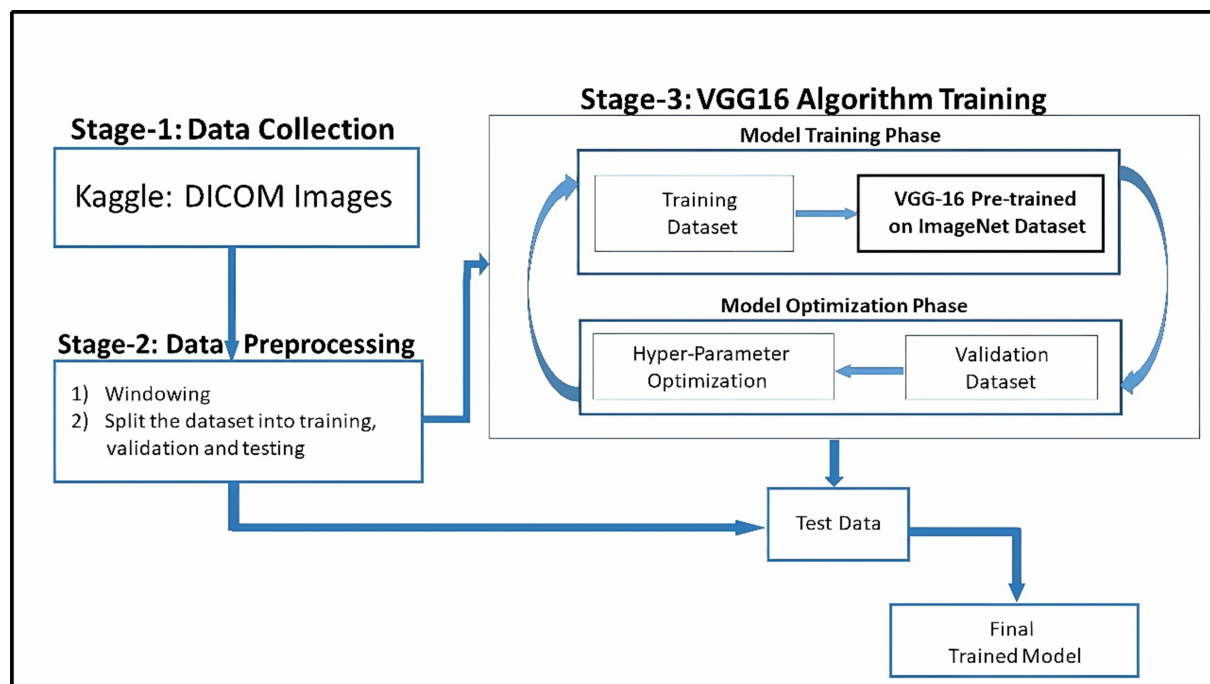 Stage-1: Data Collection
Kaggle: DICOM Images
Stage-2: Data Preprocessing
1) Windowing
2) Split the dataset into training,
validation and testing
Stage-3: VGG16 Algorithm Training
Model Training Phase
Training
Dataset
VGG-16 Pre-trained
on ImageNet Dataset
Model Optimization Phase
Hyper-Parameter
Optimization
Validation
Dataset
Test Data
Final
Trained Model